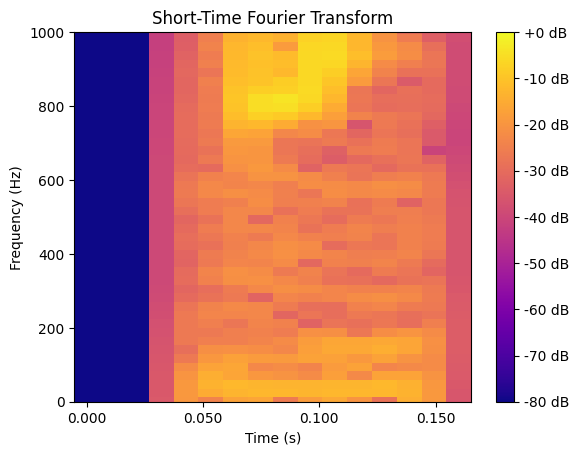 Short-Time Fourier Transform
1000
800
600
400
200
0
Frequency (Hz)
0.000
0.050
0.100
0.150
Time (s)
+0 dB
-10 dB
-20 dB
-30 dB
-40 dB
-50 dB
-60 dB
-70 dB
-80 dB